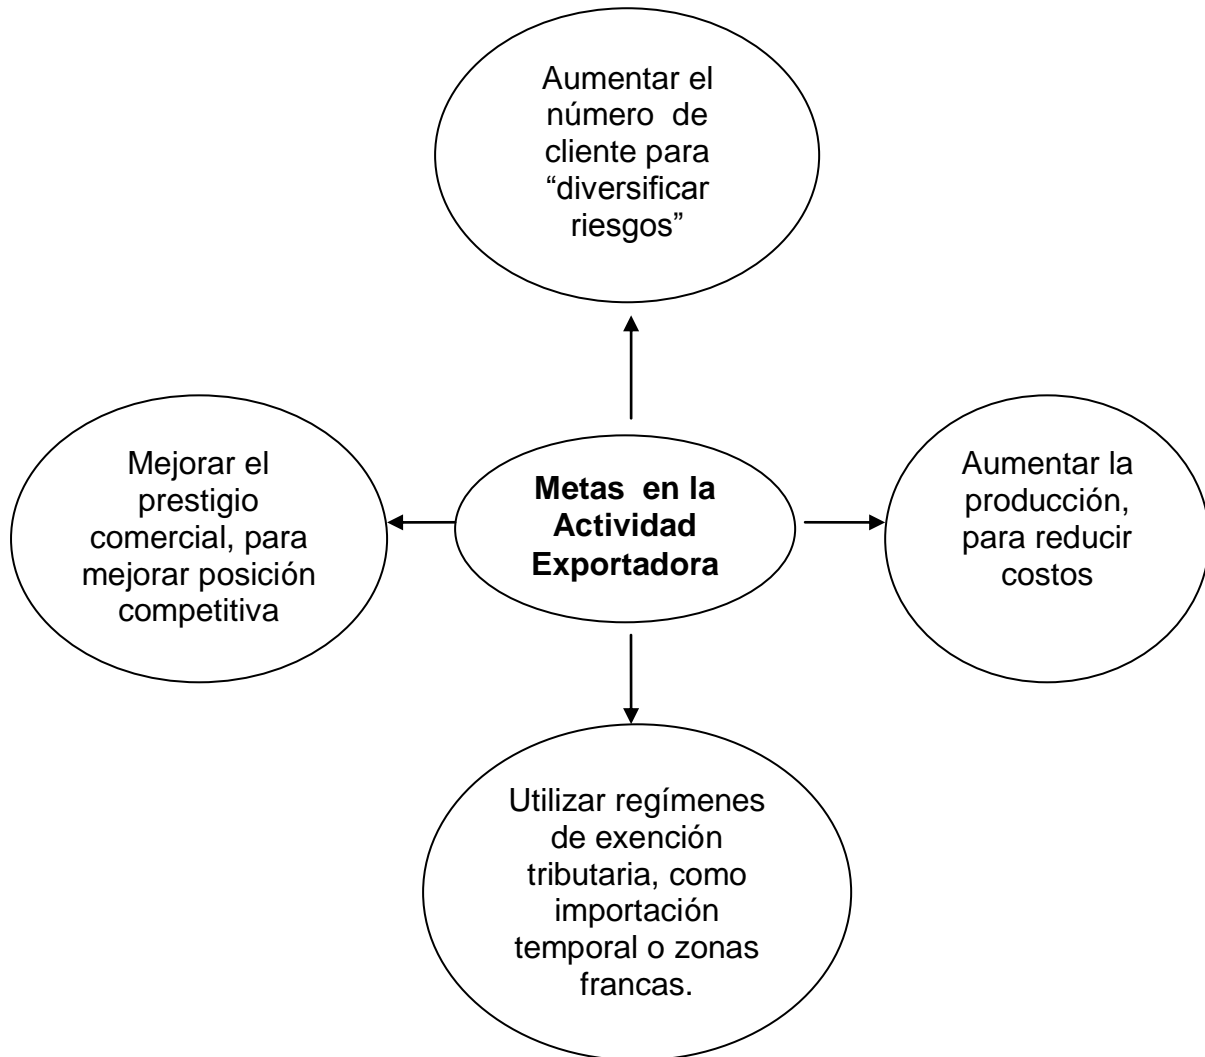 Aumentar el
número  de
cliente para
“diversificar
riesgos”
Mejorar el
prestigio
comercial, para
mejorar posición
competitiva
Metas  en la
Actividad
Exportadora
Aumentar la
producción,
para reducir
costos
Utilizar regímenes
de exención
tributaria, como
importación
temporal o zonas
francas.